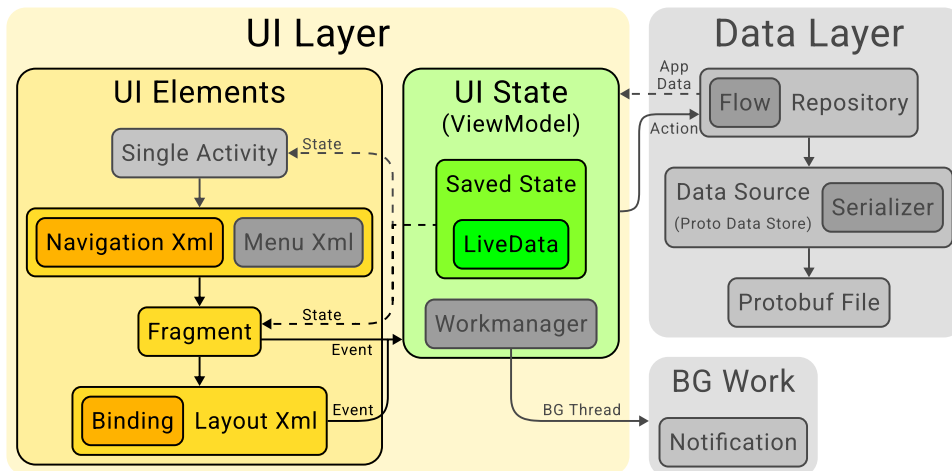 UI Layer
UI Elements
Single Activity
State
Navigation Xml
Menu Xml
Fragment
State
Event
Binding
Layout Xml
Event
UI State
(ViewModel)
Saved State
LiveData
Workmanager
BG Thread
Data Layer
App
Data
Action
Flow
Repository
Data Source
(Proto Data Store)
Serializer
Protobuf File
BG Work
Notification